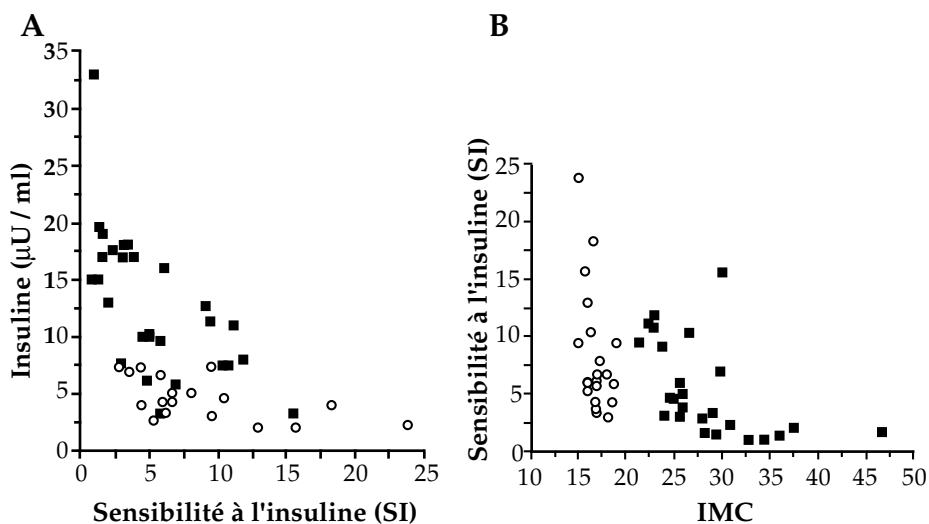 A
Insuline (µU / ml)
35
30
25
20
15
10
5
0
0 5 10 15 20 25
Sensibilité à l'insuline (SI)
B
Sensibilité à l'insuline (SI)
25
20
15
10
5
0
10 15 20 25 30 35 40 45 50
IMC